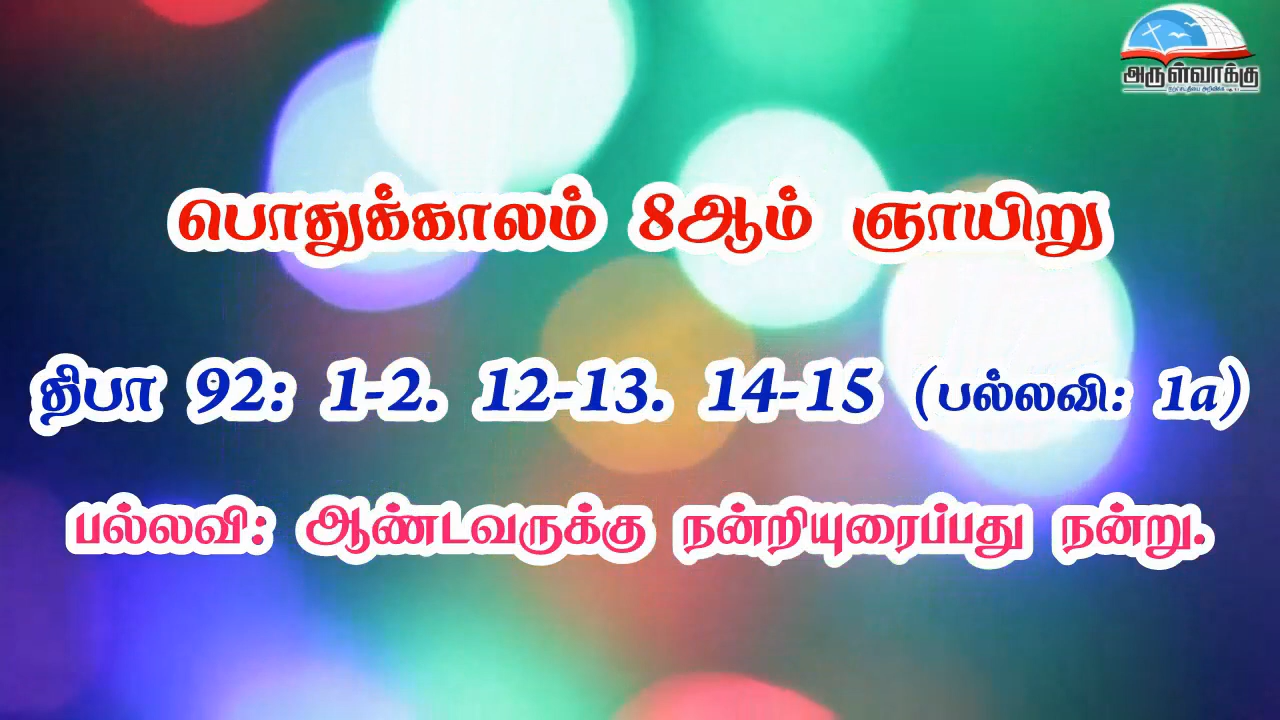 அருள்வாக்கு
பொதுக்காலம் 8ஆம் ஞாயிறு
திபா 92: 1-2. 12-13. 14-15 (பல்லவி: 1a)
பல்லவி: ஆண்டவருக்கு நன்றியுரைப்பது நன்று.